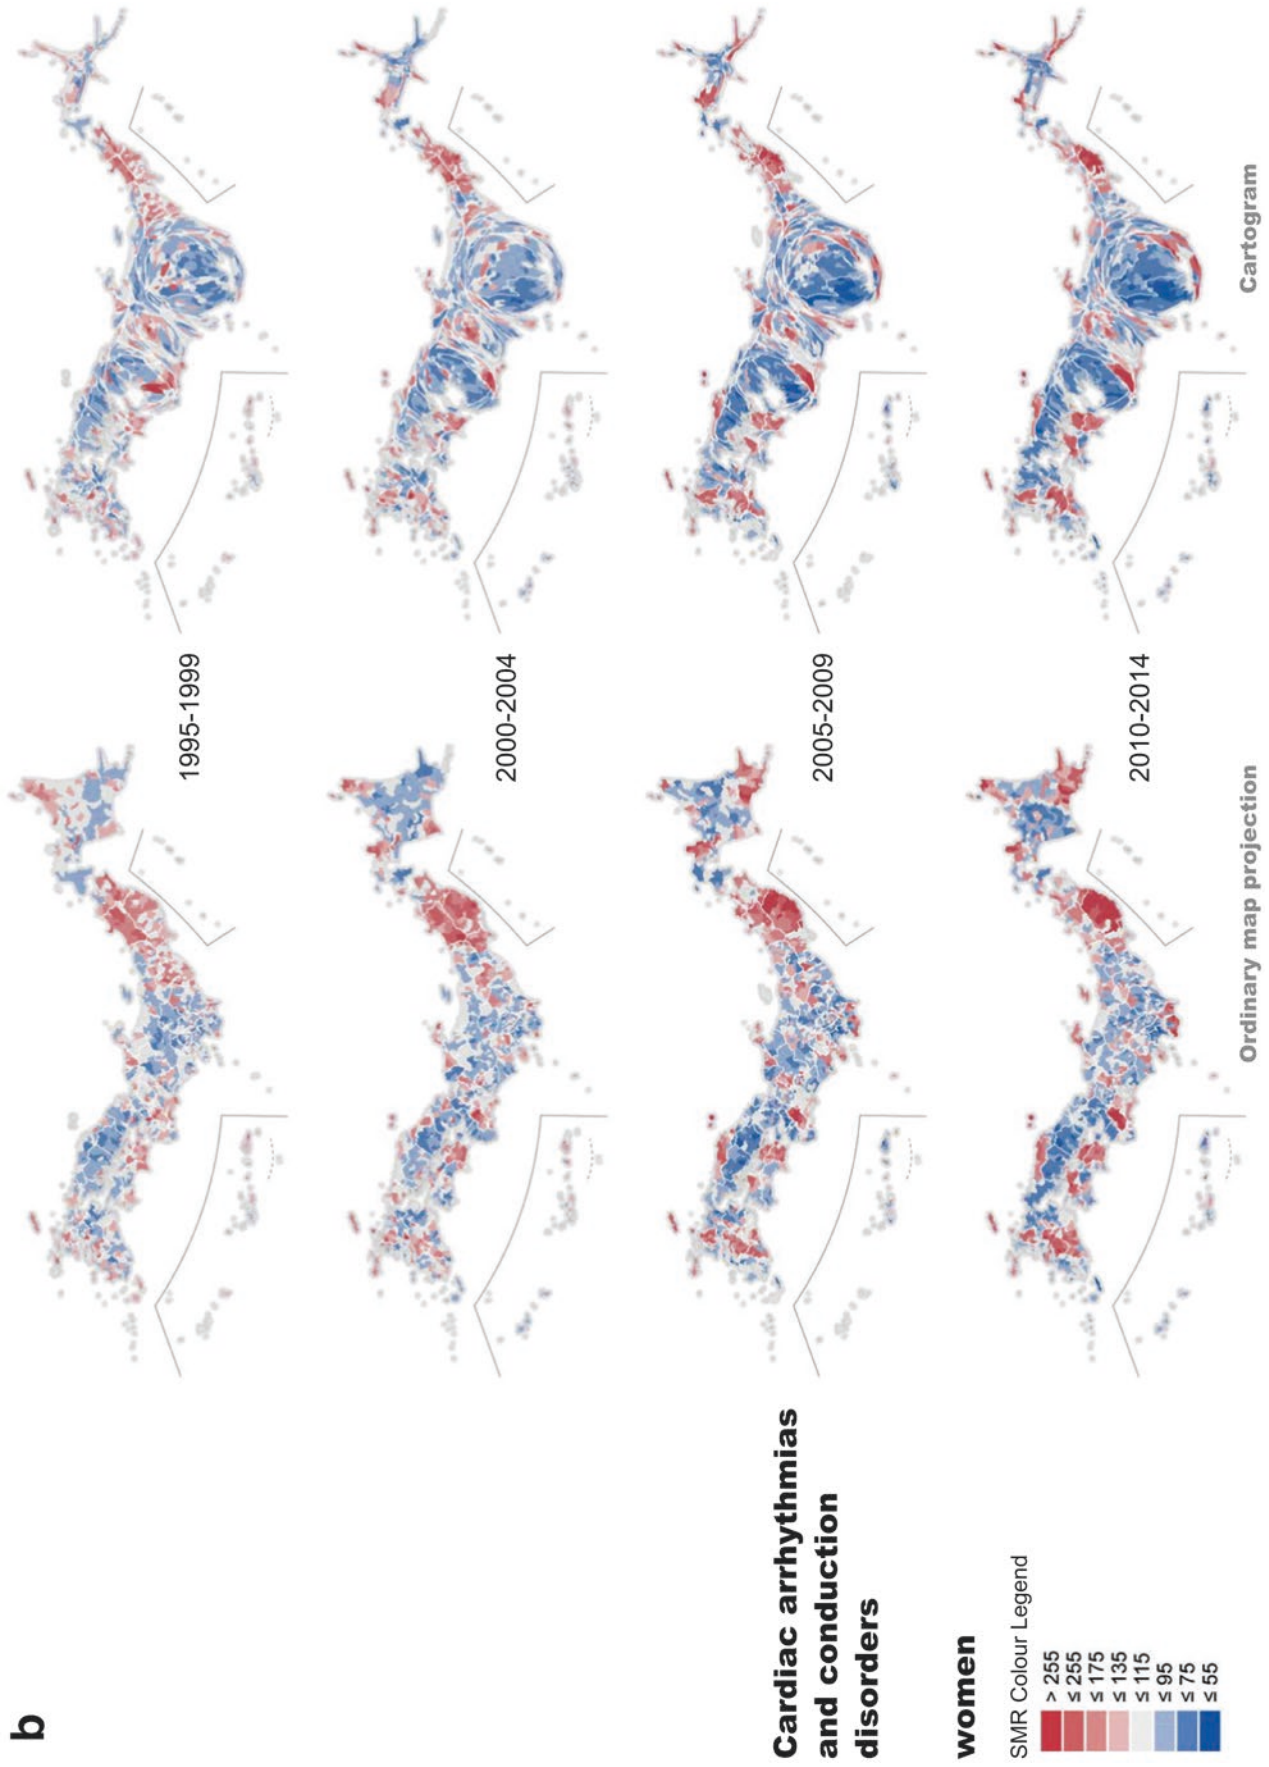 b
Cardiac arrhythmias
and conduction
disorders
women
SMR Colour Legend
> 255
≤ 255
≤ 175
≤ 135
≤ 115
≤ 95
≤ 75
≤ 55
1995-1999
2000-2004
2005-2009
2010-2014
Ordinary map projection
Cartogram